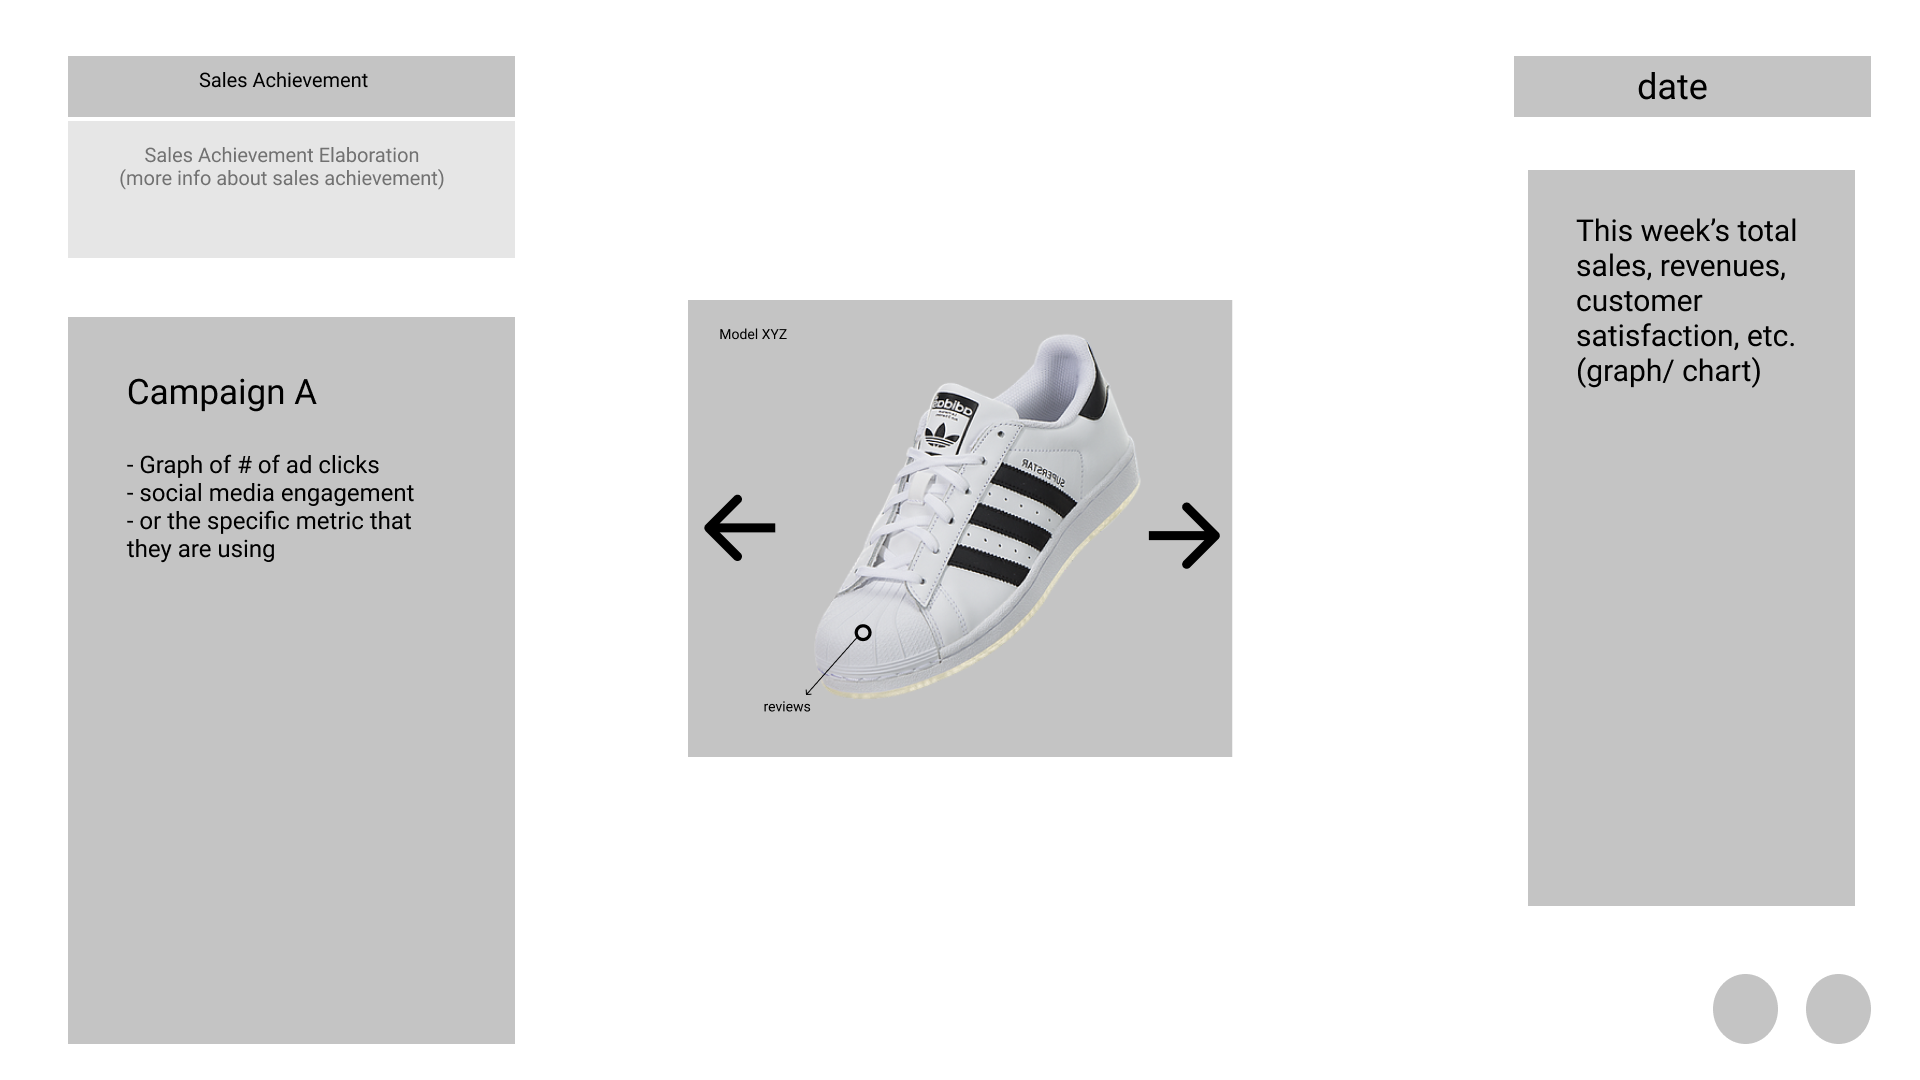 Sales Achievement
Sales Achievement Elaboration
(more info about sales achievement)
Campaign A
- Graph of # of ad clicks
- social media engagement
- or the specific metric that
they are using
Model XYZ
adidas
SUPERSTAR
reviews
date
This week’s total
sales, revenues,
customer
satisfaction, etc.
(graph/ chart)